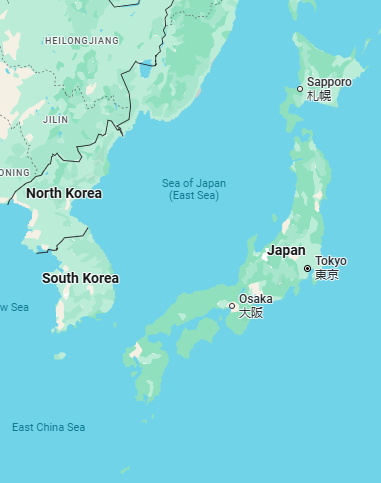 HEILONGJIANG
Sapporo
札幌
JILIN
ONING
Sea of Japan
(East Sea)
North Korea
Japan
Tokyo
東京
South Korea
Osaka
大阪
w Sea
East China Sea